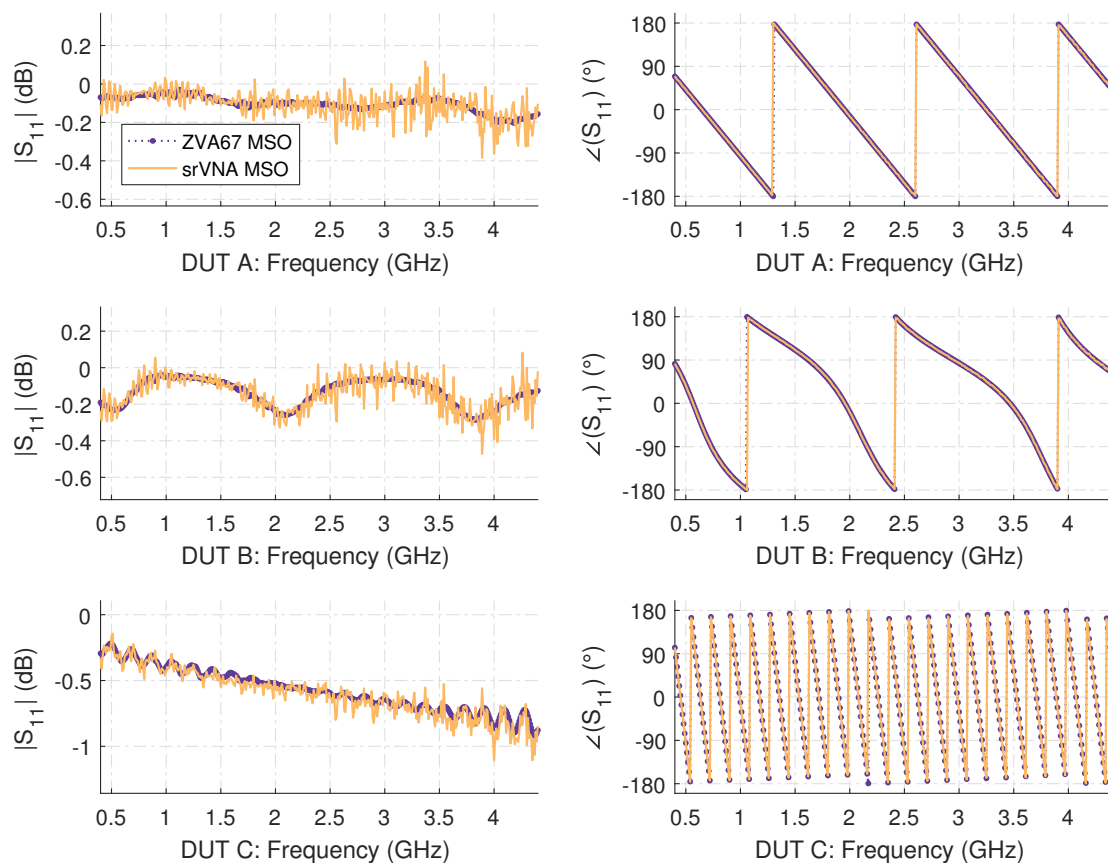 0.2
0
-0.2
-0.4
-0.6
|S11| (dB)
ZVA67 MSO
srVNA MSO
0.5 1 1.5 2 2.5 3 3.5 4
DUT A: Frequency (GHz)
180
90
0
-90
-180
∠(S11) (°)
0.5 1 1.5 2 2.5 3 3.5 4
DUT A: Frequency (GHz)
0.2
0
-0.2
-0.4
-0.6
|S11| (dB)
0.5 1 1.5 2 2.5 3 3.5 4
DUT B: Frequency (GHz)
180
90
0
-90
-180
∠(S11) (°)
0.5 1 1.5 2 2.5 3 3.5 4
DUT B: Frequency (GHz)
0
-0.5
-1
|S11| (dB)
0.5 1 1.5 2 2.5 3 3.5 4
DUT C: Frequency (GHz)
180
90
0
-90
-180
∠(S11) (°)
0.5 1 1.5 2 2.5 3 3.5 4
DUT C: Frequency (GHz)